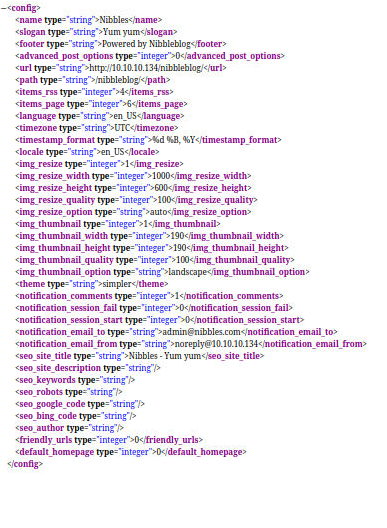 −<config>
<name type="string">Nibbles</name>
<slogan type="string">Yum yum</slogan>
<footer type="string">Powered by Nibbleblog</footer>
<advanced_post_options type="integer">0</advanced_post_options>
<url type="string">http://10.10.10.134/nibbleblog/</url>
<path type="string">/nibbleblog/</path>
<items_rss type="integer">4</items_rss>
<items_page type="integer">6</items_page>
<language type="string">en_US</language>
<timezone type="string">UTC</timezone>
<timestamp_format type="string">%d %B, %Y</timestamp_format>
<locale type="string">en_US</locale>
<img_resize type="integer">1</img_resize>
<img_resize_width type="integer">1000</img_resize_width>
<img_resize_height type="integer">600</img_resize_height>
<img_resize_quality type="integer">100</img_resize_quality>
<img_resize_option type="string">auto</img_resize_option>
<img_thumbnail type="integer">1</img_thumbnail>
<img_thumbnail_width type="integer">190</img_thumbnail_width>
<img_thumbnail_height type="integer">190</img_thumbnail_height>
<img_thumbnail_quality type="integer">100</img_thumbnail_quality>
<img_thumbnail_option type="string">landscape</img_thumbnail_option>
<theme type="string">simpler</theme>
<notification_comments type="integer">1</notification_comments>
<notification_session_fail type="integer">0</notification_session_fail>
<notification_session_start type="integer">0</notification_session_start>
<notification_email_to type="string">admin@nibbles.com</notification_email_to>
<notification_email_from type="string">noreply@10.10.10.134</notification_email_from>
<seo_site_title type="string">Nibbles - Yum yum</seo_site_title>
<seo_site_description type="string"/>
<seo_keywords type="string"/>
<seo_robots type="string"/>
<seo_google_code type="string"/>
<seo_bing_code type="string"/>
<seo_author type="string"/>
<friendly_urls type="integer">0</friendly_urls>
<default_homepage type="integer">0</default_homepage>
</config>